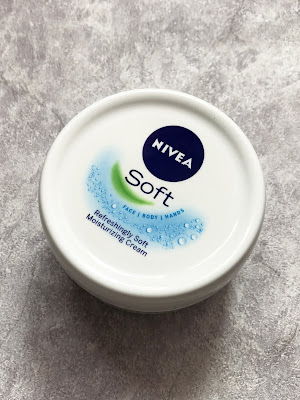 NIVEA
Soft
FACE | BODY | HANDS
Refreshingly Soft
Moisturizing Cream